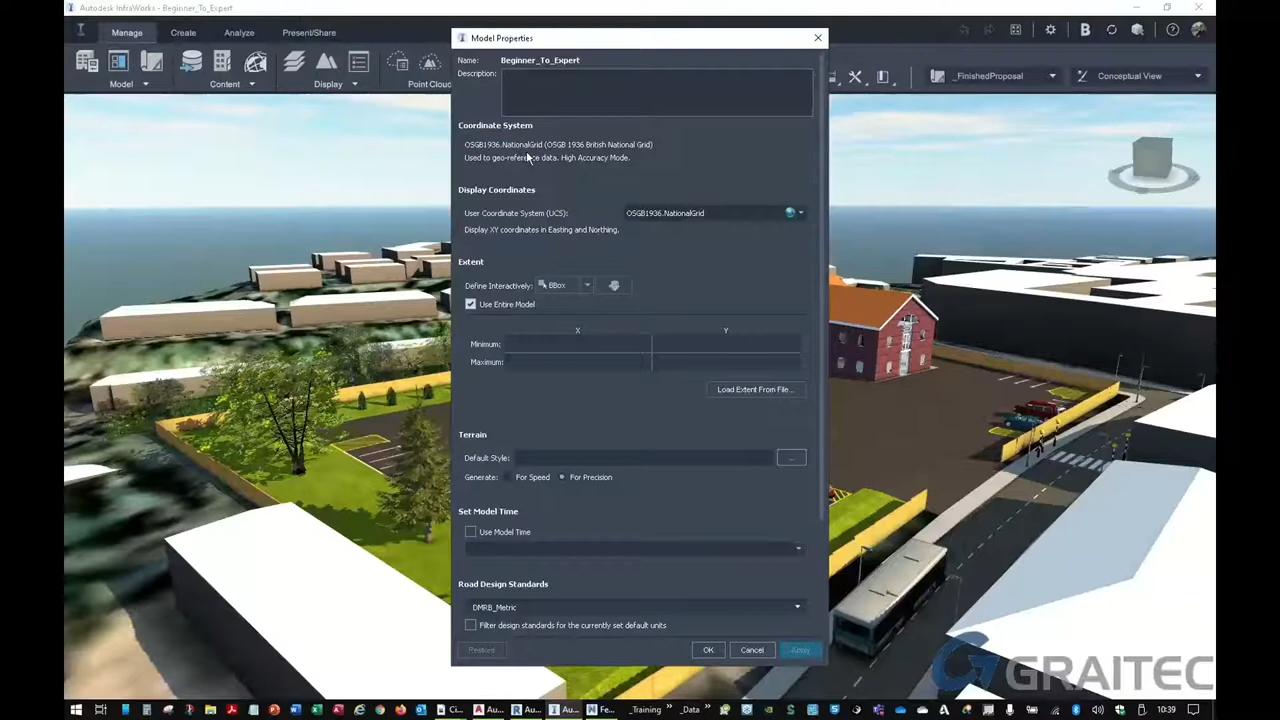 Autodesk InfraWorks - Beginner_To_Expert
Manage
Create
Analyze
Present/Share
Model
Content
Display
Point Cloud
_FinishedProposal
Conceptual View
Model Properties
Name: Beginner_To_Expert
Description:
Coordinate System
OSGB1936.NationalGrid (OSGB 1936 British National Grid)
Used to geo-reference data. High Accuracy Mode.
Display Coordinates
User Coordinate System (UCS): OSGB1936.NationalGrid
Display XY coordinates in Easting and Northing.
Extent
Define Interactively: BBox
Use Entire Model
X Y
Minimum:
Maximum:
Load Extent From File...
Terrain
Default Style: ...
Generate: For Speed For Precision
Set Model Time
Use Model Time
Road Design Standards
DMRB_Metric
Filter design standards for the currently set default units
Restore OK Cancel Apply
GRAITEC
Ci... Au... Au... Au... Fe... _Training » _Data » 10:39